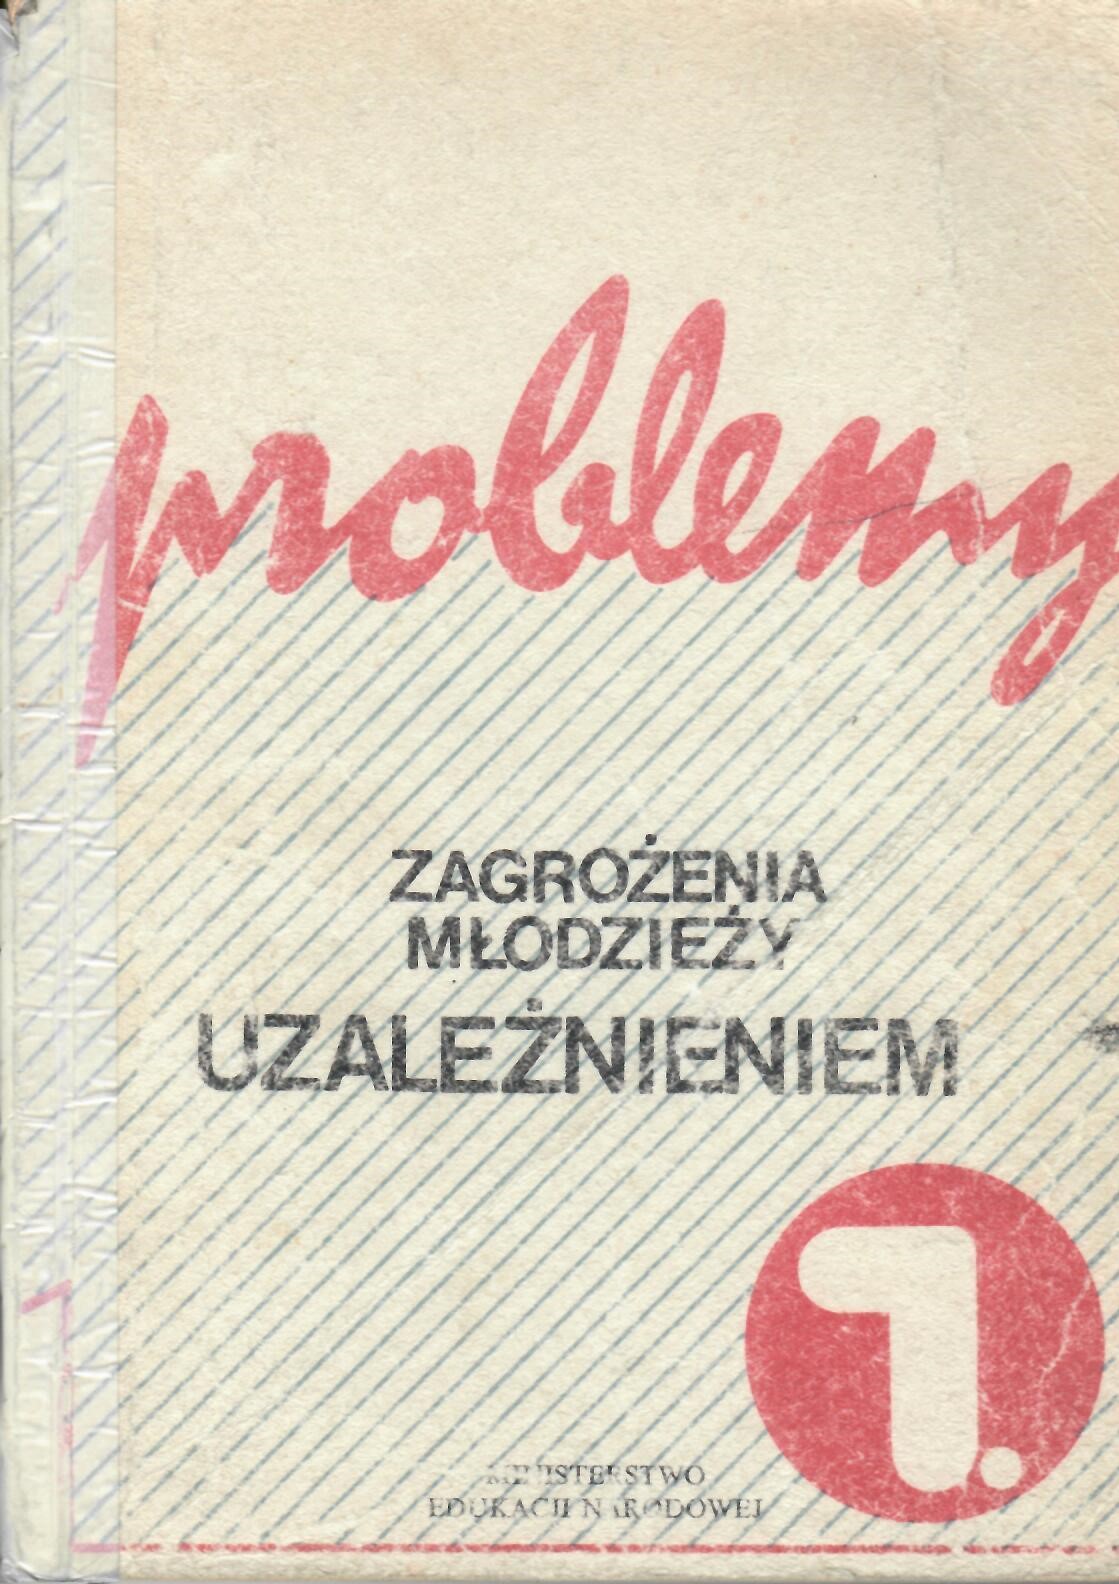 problemy
ZAGROŻENIA
MŁODZIEŻY
UZALEŻNIENIEM
1.
MINISTERSTWO
EDUKACJI NARODOWEJ